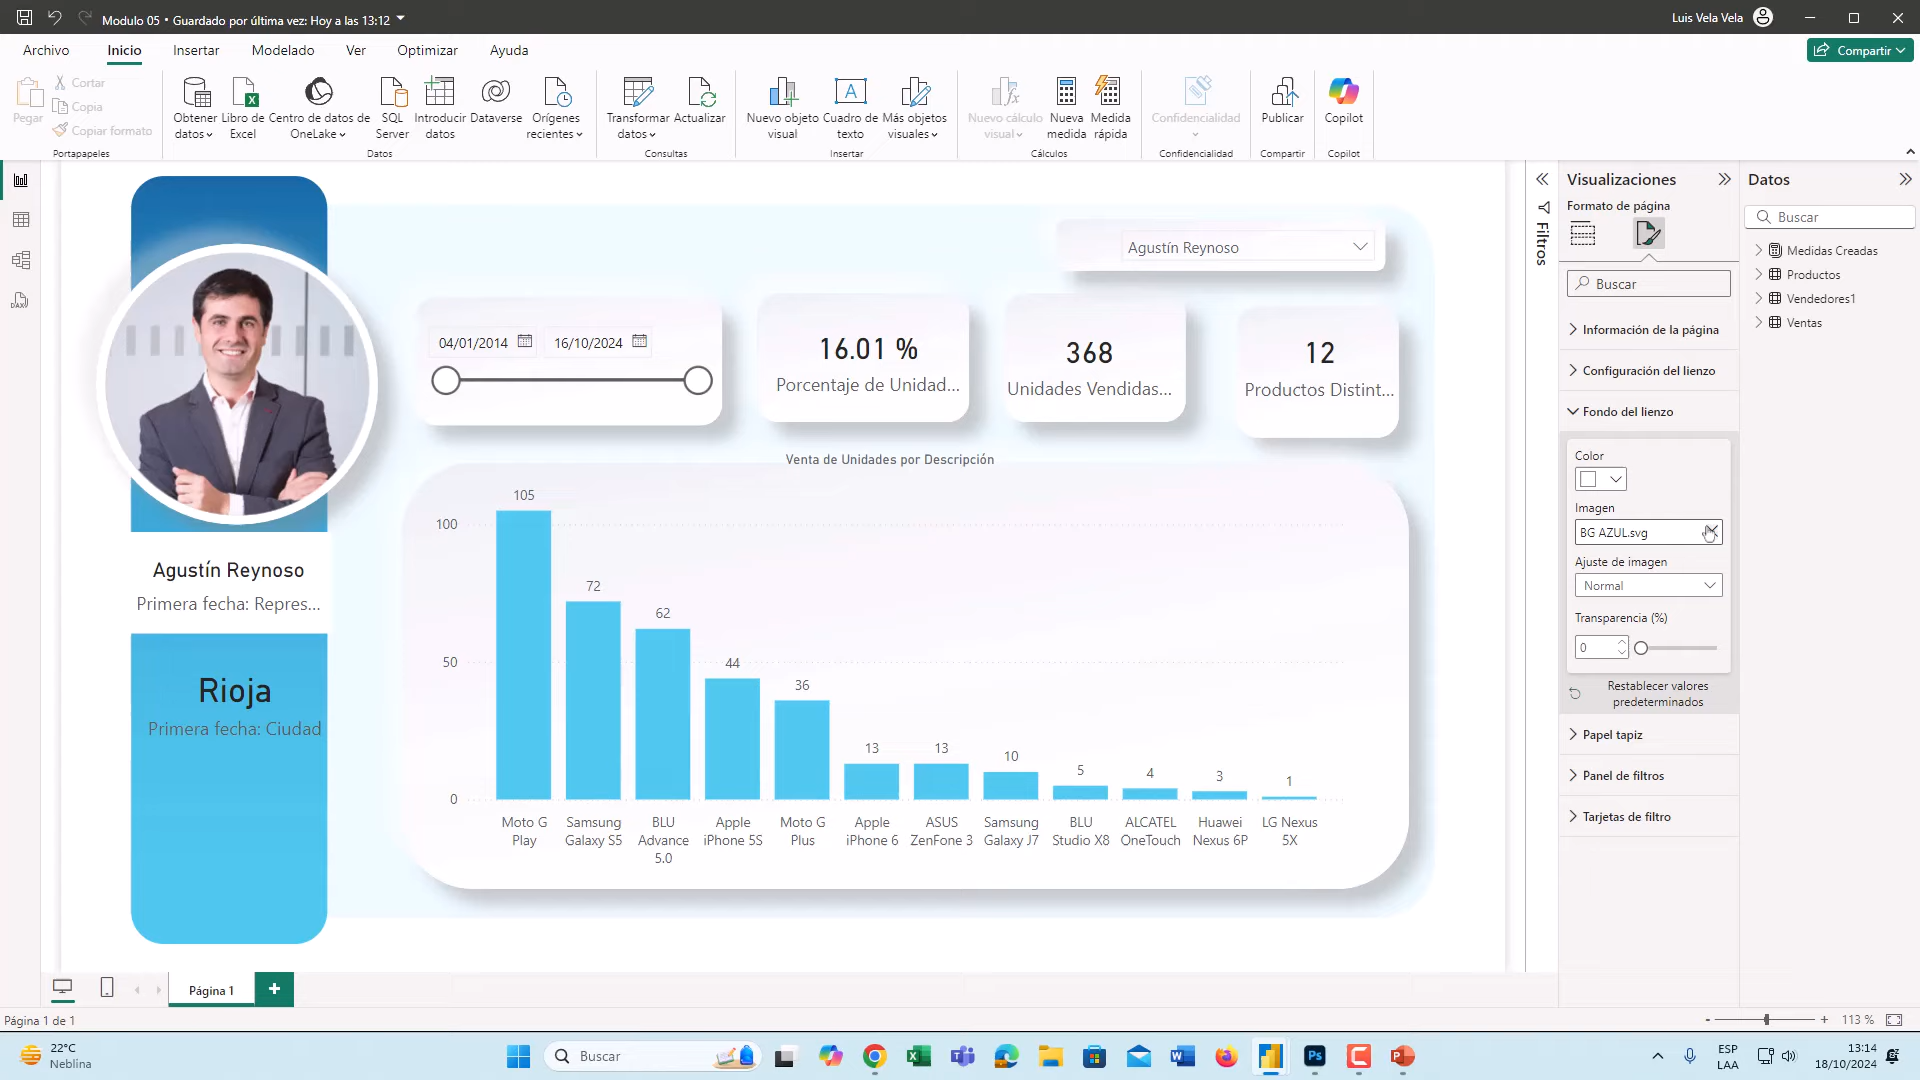 Modulo 05 • Guardado por última vez: Hoy a las 13:12
Luis Vela Vela
Archivo
Inicio
Insertar
Modelado
Ver
Optimizar
Ayuda
Compartir
Pegar
Cortar
Copia
Copiar formato
Portapapeles
Obtener datos
Libro de Excel
Centro de datos de OneLake
SQL Server
Introducir datos
Dataverse
Orígenes recientes
Datos
Transformar datos
Actualizar
Consultas
Nuevo objeto visual
Cuadro de texto
Más objetos visuales
Insertar
Nuevo cálculo visual
Nueva medida
Medida rápida
Cálculos
Confidencialidad
Confidencialidad
Publicar
Compartir
Copilot
Copilot
DAX
Agustín Reynoso
04/01/2014
16/10/2024
16.01 %
Porcentaje de Unidad...
368
Unidades Vendidas...
12
Productos Distint...
Agustín Reynoso
Primera fecha: Repres...
Rioja
Primera fecha: Ciudad
Venta de Unidades por Descripción
100
50
0
105
72
62
44
36
13
13
10
5
4
3
1
Moto G Play
Samsung Galaxy S5
BLU Advance 5.0
Apple iPhone 5S
Moto G Plus
Apple iPhone 6
ASUS ZenFone 3
Samsung Galaxy J7
BLU Studio X8
ALCATEL OneTouch
Huawei Nexus 6P
LG Nexus 5X
Filtros
Visualizaciones
Formato de página
Buscar
Información de la página
Configuración del lienzo
Fondo del lienzo
Color
Imagen
BG AZUL.svg
Ajuste de imagen
Normal
Transparencia (%)
0
Restablecer valores predeterminados
Papel tapiz
Panel de filtros
Tarjetas de filtro
Datos
Buscar
Medidas Creadas
Productos
Vendedores1
Ventas
Página 1
Página 1 de 1
- + 113 %
22°C
Neblina
Buscar
ESP
LAA
13:14
18/10/2024